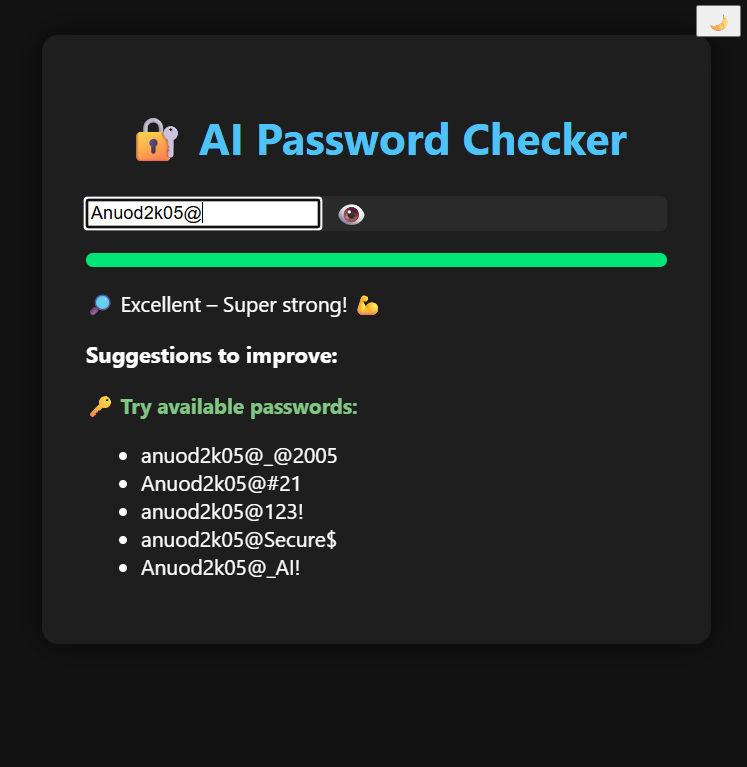 🔐 AI Password Checker
Anuod2k05@
🔎 Excellent – Super strong! 💪
Suggestions to improve:
🔑 Try available passwords:
• anuod2k05@_@2005
• Anuod2k05@#21
• anuod2k05@123!
• anuod2k05@Secure$
• Anuod2k05@_AI!